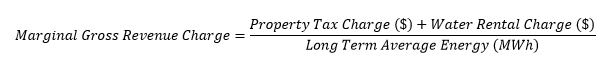 Marginal Gross Revenue Charge = Property Tax Charge ($) + Water Rental Charge ($)
Long Term Average Energy (MWh)